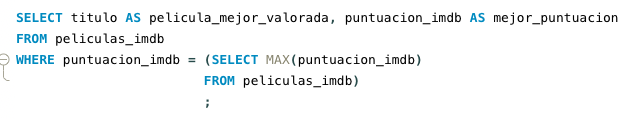 SELECT titulo AS pelicula_mejor_valorada, puntuacion_imdb AS mejor_puntuacion
FROM peliculas_imdb
WHERE puntuacion_imdb = (SELECT MAX(puntuacion_imdb)
FROM peliculas_imdb)
;